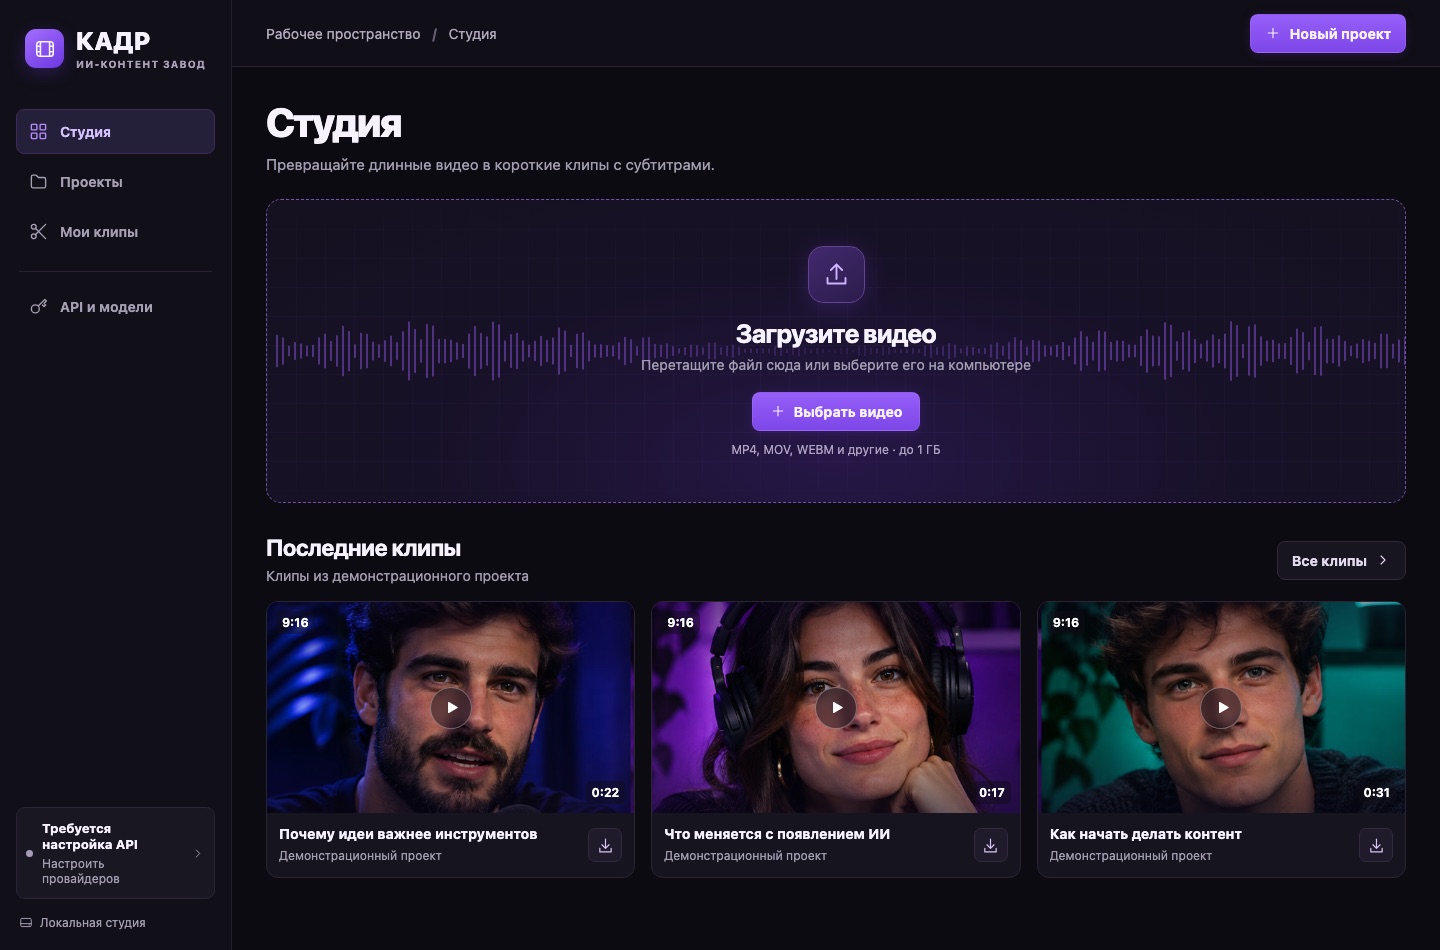 КАДР
ИИ-КОНТЕНТ ЗАВОД
Студия
Проекты
Мои клипы
API и модели
Требуется
настройка API
Настроить
провайдеров
Локальная студия
Рабочее пространство / Студия
Новый проект
Студия
Превращайте длинные видео в короткие клипы с субтитрами.
Загрузите видео
Перетащите файл сюда или выберите его на компьютере
Выбрать видео
MP4, MOV, WEBM и другие · до 1 ГБ
Последние клипы
Клипы из демонстрационного проекта
Все клипы
9:16
0:22
Почему идеи важнее инструментов
Демонстрационный проект
9:16
0:17
Что меняется с появлением ИИ
Демонстрационный проект
9:16
0:31
Как начать делать контент
Демонстрационный проект